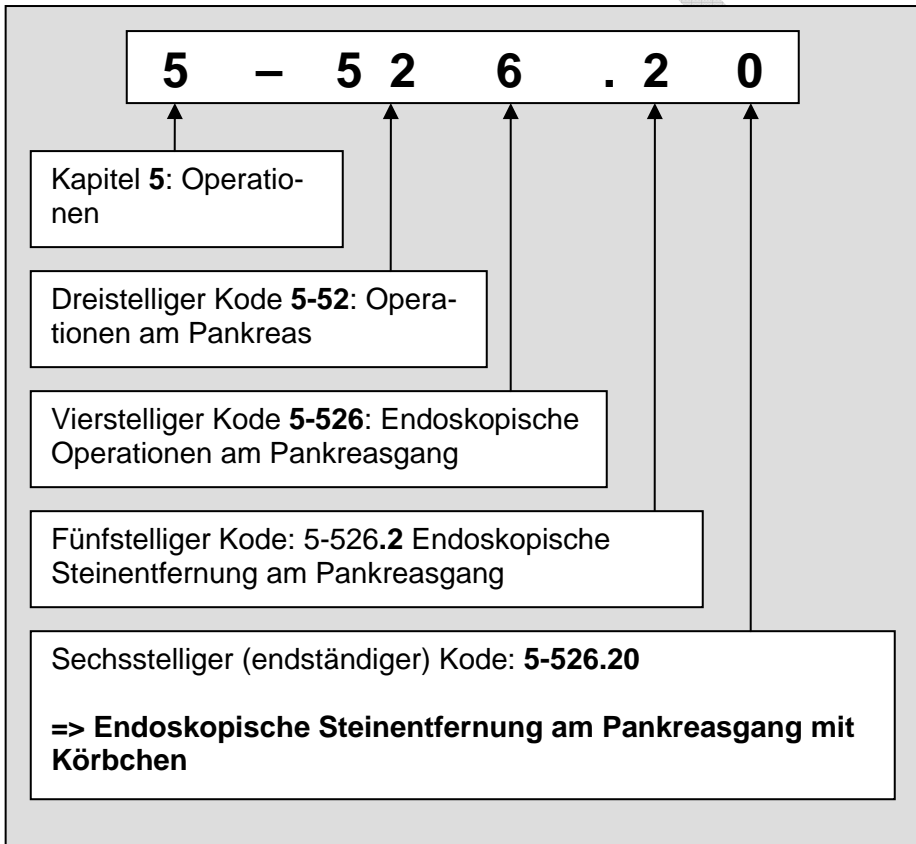 5 – 5 2 6 . 2 0
Kapitel 5: Operatio-
nen
Dreistelliger Kode 5-52: Opera-
tionen am Pankreas
Vierstelliger Kode 5-526: Endoskopische
Operationen am Pankreasgang
Fünfstelliger Kode: 5-526.2 Endoskopische
Steinentfernung am Pankreasgang
Sechsstelliger (endständiger) Kode: 5-526.20
=> Endoskopische Steinentfernung am Pankreasgang mit
Körbchen